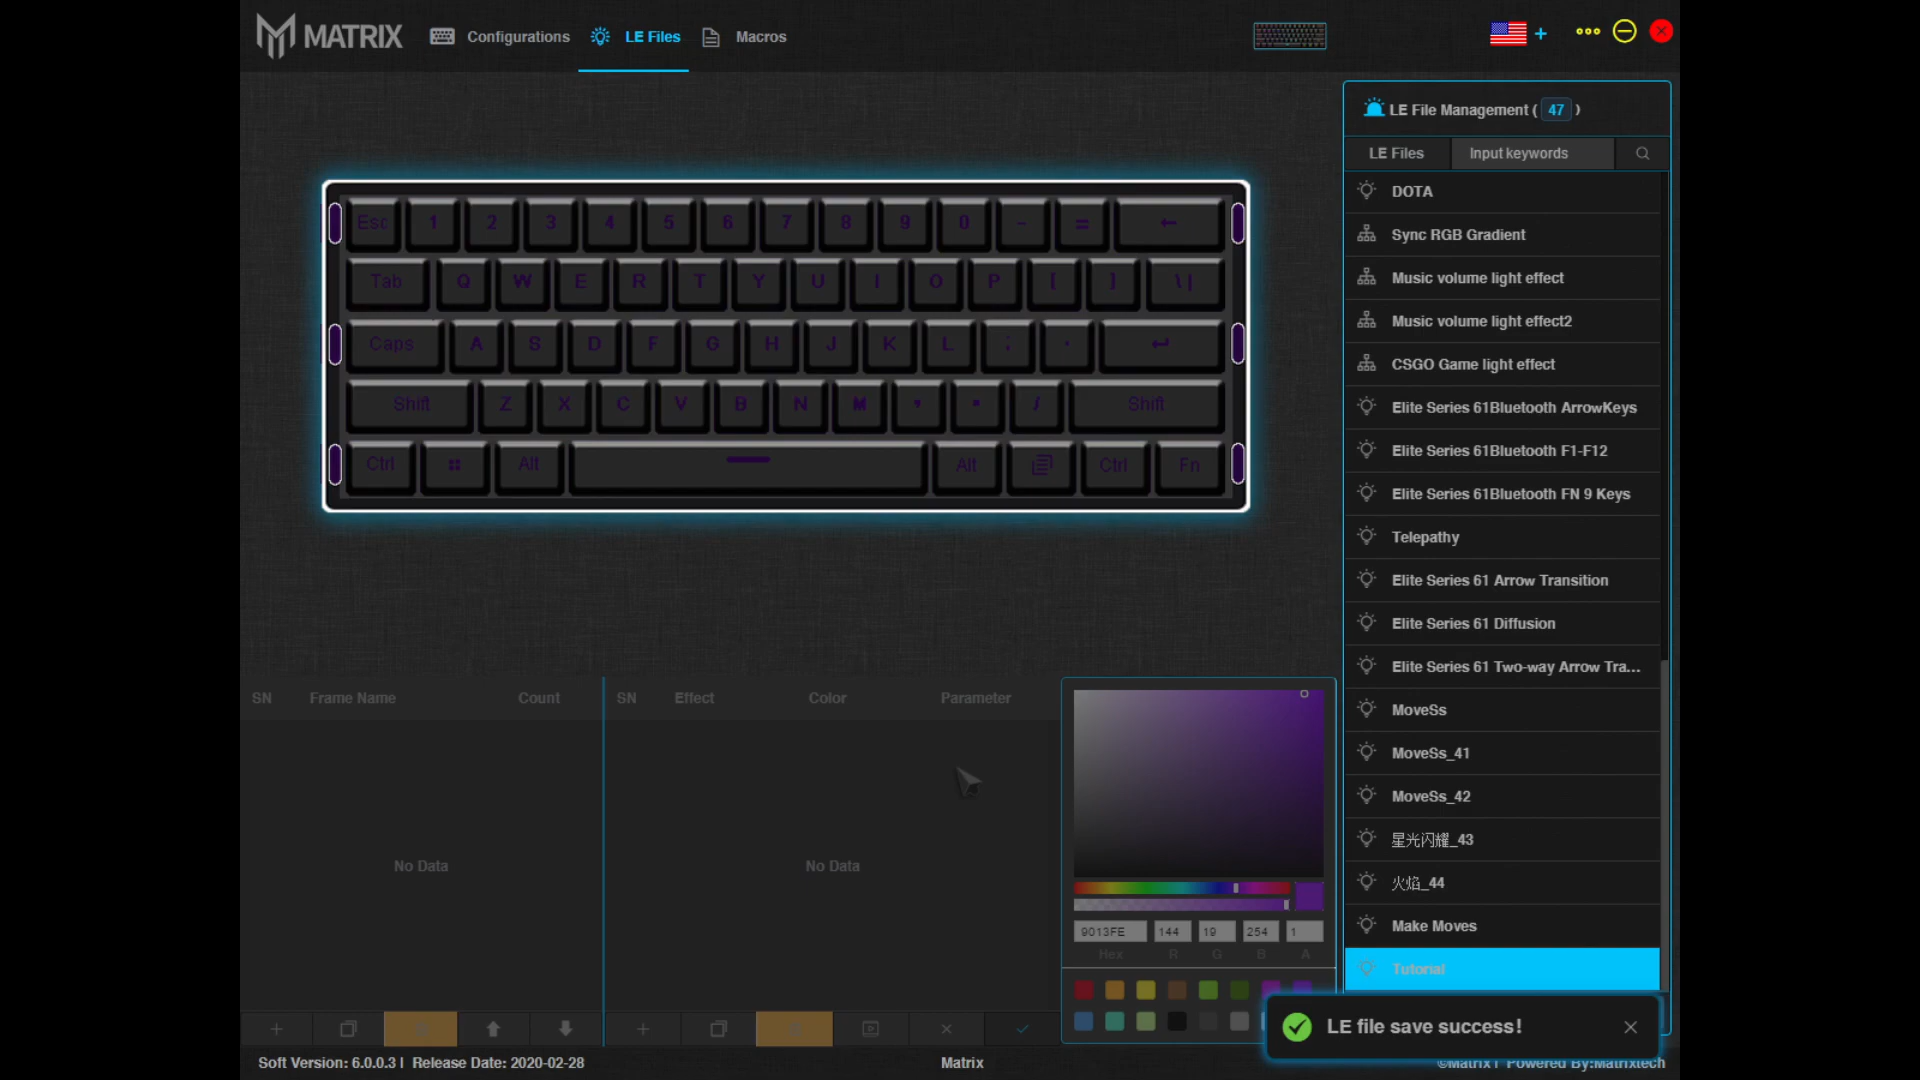 MATRIX
Configurations
LE Files
Macros
LE File Management ( 47 )
LE Files
Input keywords
DOTA
Sync RGB Gradient
Music volume light effect
Music volume light effect2
CSGO Game light effect
Elite Series 61Bluetooth ArrowKeys
Elite Series 61Bluetooth F1-F12
Elite Series 61Bluetooth FN 9 Keys
Telepathy
Elite Series 61 Arrow Transition
Elite Series 61 Diffusion
Elite Series 61 Two-way Arrow Tra...
MoveSs
MoveSs_41
MoveSs_42
星光闪耀_43
火焰_44
Make Moves
Tutorial
Esc 1 2 3 4 5 6 7 8 9 0 - = ←
Tab Q W E R T Y U I O P [ ] \ |
Caps A S D F G H J K L ; ' ↵
Shift Z X C V B N M , . / Shift
Ctrl Alt Alt Ctrl Fn
SN Frame Name Count
No Data
SN Effect Color Parameter
No Data
9013FE 144 19 254 1
Hex R G B A
LE file save success!
Soft Version: 6.0.0.3 | Release Date: 2020-02-28
Matrix
©Matrix | Powered By:Matrixtech